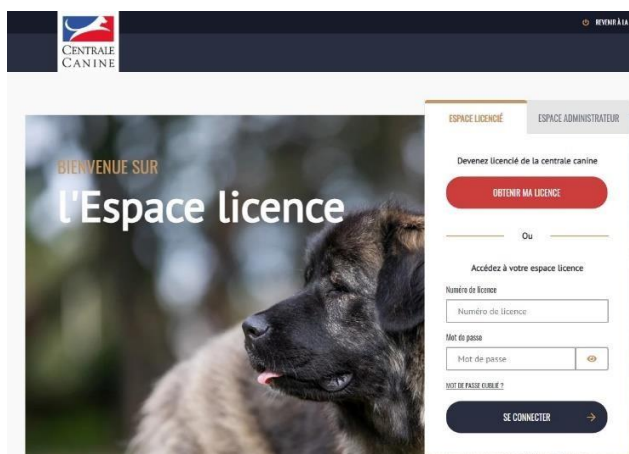 CENTRALE
CANINE
REVENIR À LA
BIENVENUE SUR
l'Espace licence
ESPACE LICENCIÉ
ESPACE ADMINISTRATEUR
Devenez licencié de la centrale canine
OBTENIR MA LICENCE
Ou
Accédez à votre espace licence
Numéro de licence
Numéro de licence
Mot de passe
Mot de passe
MOT DE PASSE OUBLIÉ ?
SE CONNECTER